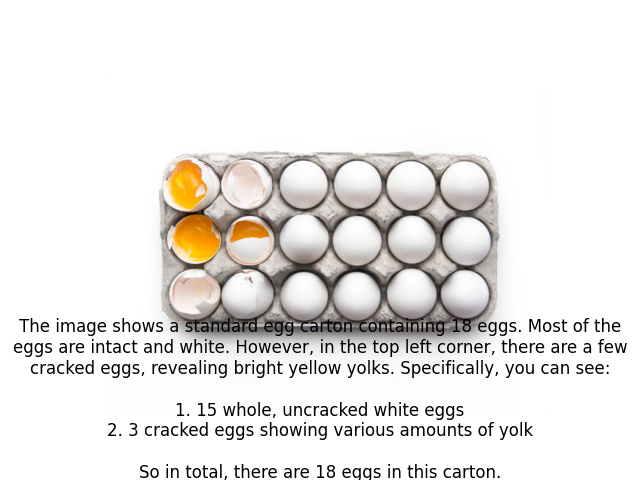 The image shows a standard egg carton containing 18 eggs. Most of the
eggs are intact and white. However, in the top left corner, there are a few
cracked eggs, revealing bright yellow yolks. Specifically, you can see:
1. 15 whole, uncracked white eggs
2. 3 cracked eggs showing various amounts of yolk
So in total, there are 18 eggs in this carton.